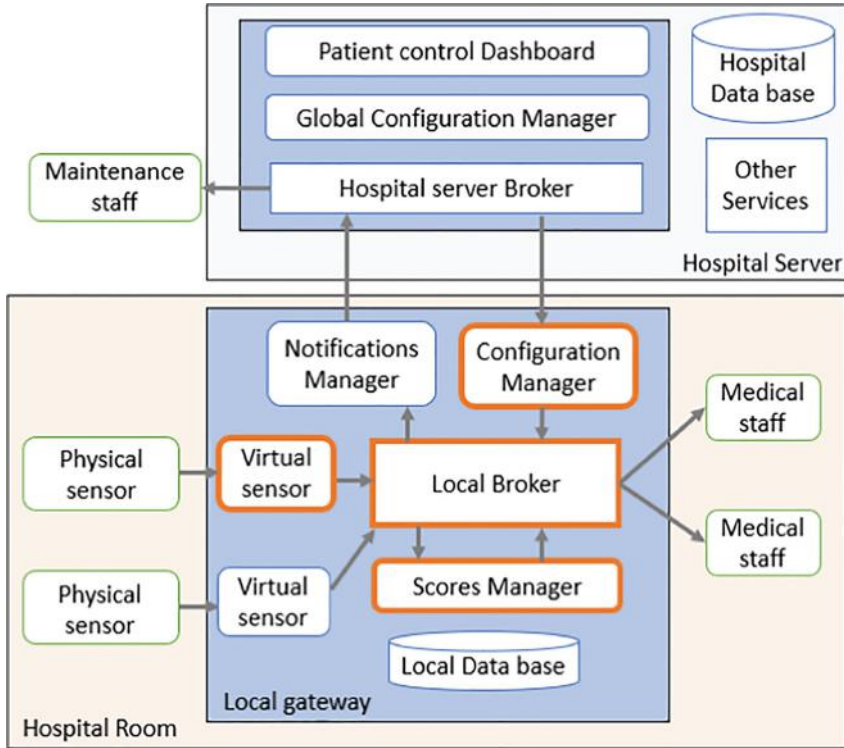 Patient control Dashboard
Hospital
Data base
Global Configuration Manager
Maintenance
staff
Hospital server Broker
Other
Services
Hospital Server
Notifications
Manager
Configuration
Manager
Medical
staff
Physical
sensor
Virtual
sensor
Local Broker
Medical
staff
Physical
sensor
Virtual
sensor
Scores Manager
Local Data base
Local gateway
Hospital Room